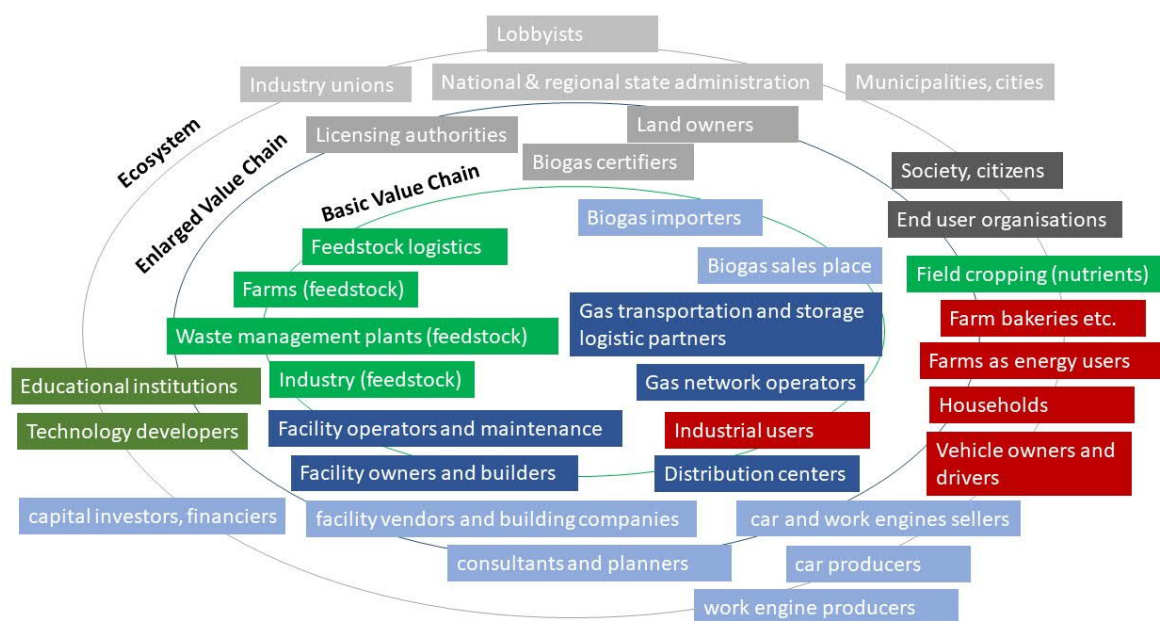 Lobbyists
Industry unions
National & regional state administration
Municipalities, cities
Licensing authorities
Land owners
Biogas certifiers
Ecosystem
Enlarged Value Chain
Basic Value Chain
Society, citizens
End user organisations
Biogas importers
Biogas sales place
Feedstock logistics
Farms (feedstock)
Waste management plants (feedstock)
Industry (feedstock)
Gas transportation and storage
logistic partners
Gas network operators
Field cropping (nutrients)
Farm bakeries etc.
Farms as energy users
Households
Vehicle owners and
drivers
Educational institutions
Technology developers
Facility operators and maintenance
Industrial users
Facility owners and builders
Distribution centers
capital investors, financiers
facility vendors and building companies
car and work engines sellers
consultants and planners
car producers
work engine producers